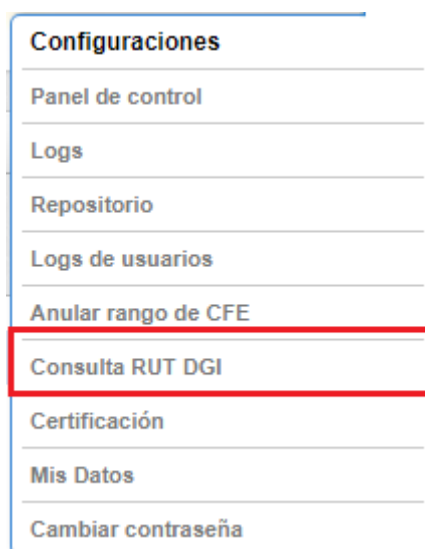 Configuraciones
Panel de control
Logs
Repositorio
Logs de usuarios
Anular rango de CFE
Consulta RUT DGI
Certificación
Mis Datos
Cambiar contraseña